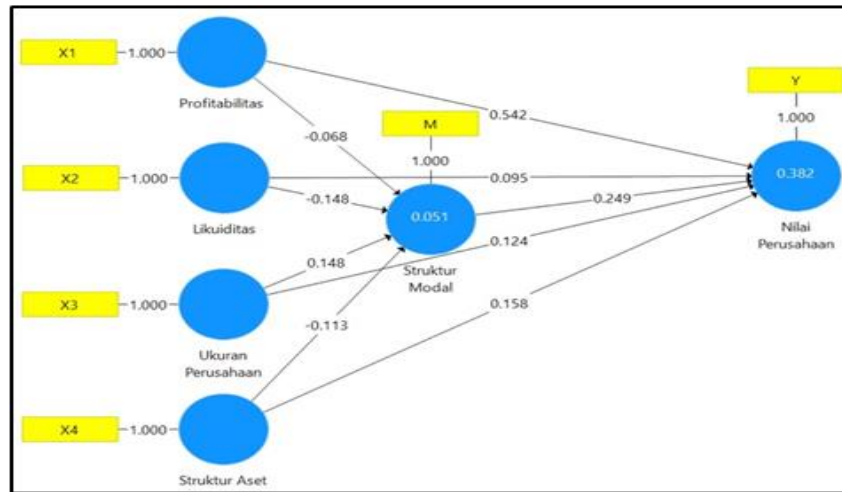 X1
1.000
Profitabilitas
X2
1.000
Likuiditas
X3
1.000
Ukuran
Perusahaan
X4
1.000
Struktur Aset
-0.068
-0.148
0.148
-0.113
M
1.000
0.051
Struktur
Modal
0.542
0.095
0.249
0.124
0.158
Y
1.000
0.382
Nilai
Perusahaan